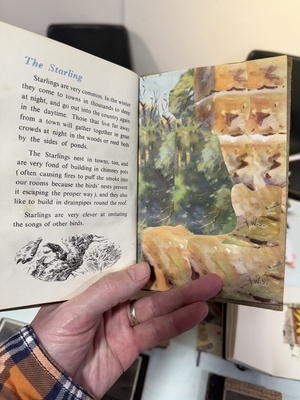 The Starling
Starlings are very common. In the winter
they come to towns in thousands to sleep
at night, and go out into the country again
in the daytime. Those that live far away
from a town will gather together in great
crowds at night in the woods or reed beds
by the sides of ponds.
The Starlings nest in towns, too, and
are very fond of building in chimney pots
(often causing fires to puff the smoke into
our rooms because the birds' nests prevent
it escaping the proper way), and they also
like to build in drainpipes round the roof.
Starlings are very clever at imitating
the songs of other birds.